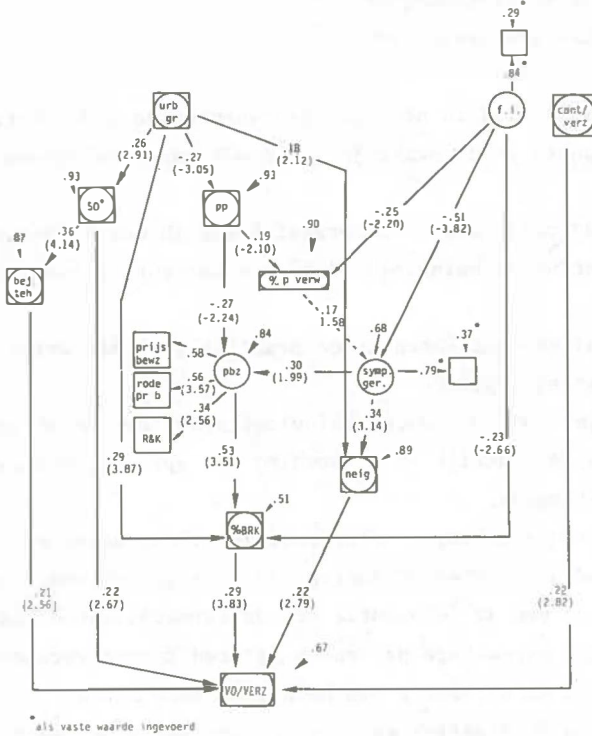 .29*
.84*
urb
gr
f.i.
cant/
verz
.26
(2.91)
-.27
(-3.05)
.18
(2.12)
.93
50*
.93
PP
-.25
(-2.20)
-.51
(-3.82)
.36
(4.14)
.87
bej
teh
-.19
(-2.10)
.90
% p verw
.17
1.58
-.27
(-2.24)
.68
.37*
prijs
bewz
.58
.84
pbz
.30
(1.99)
symp.
ger.
.79*
rode
pr b
.56
(3.57)
.34
(2.56)
R&K
.34
(3.14)
.29
(3.87)
.53
(3.51)
neig
.89
-.23
(-2.66)
%BRK
.51
.21
(2.56)
.22
(2.67)
.29
(3.83)
.22
(2.79)
.22
(2.82)
VO/VERZ
.67
*als vaste waarde ingevoerd